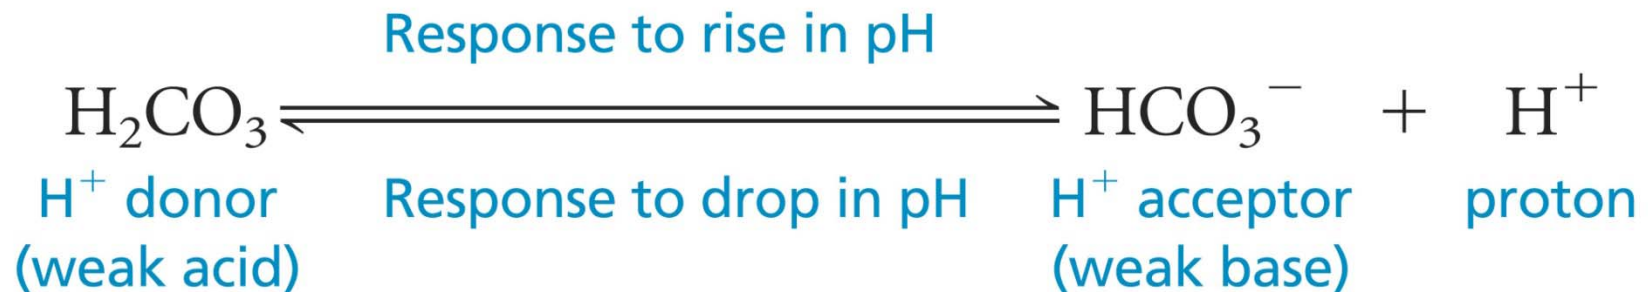 Response to rise in pH
H₂CO₃ ⇌ HCO₃⁻ + H⁺
H⁺ donor Response to drop in pH H⁺ acceptor proton
(weak acid) (weak base)